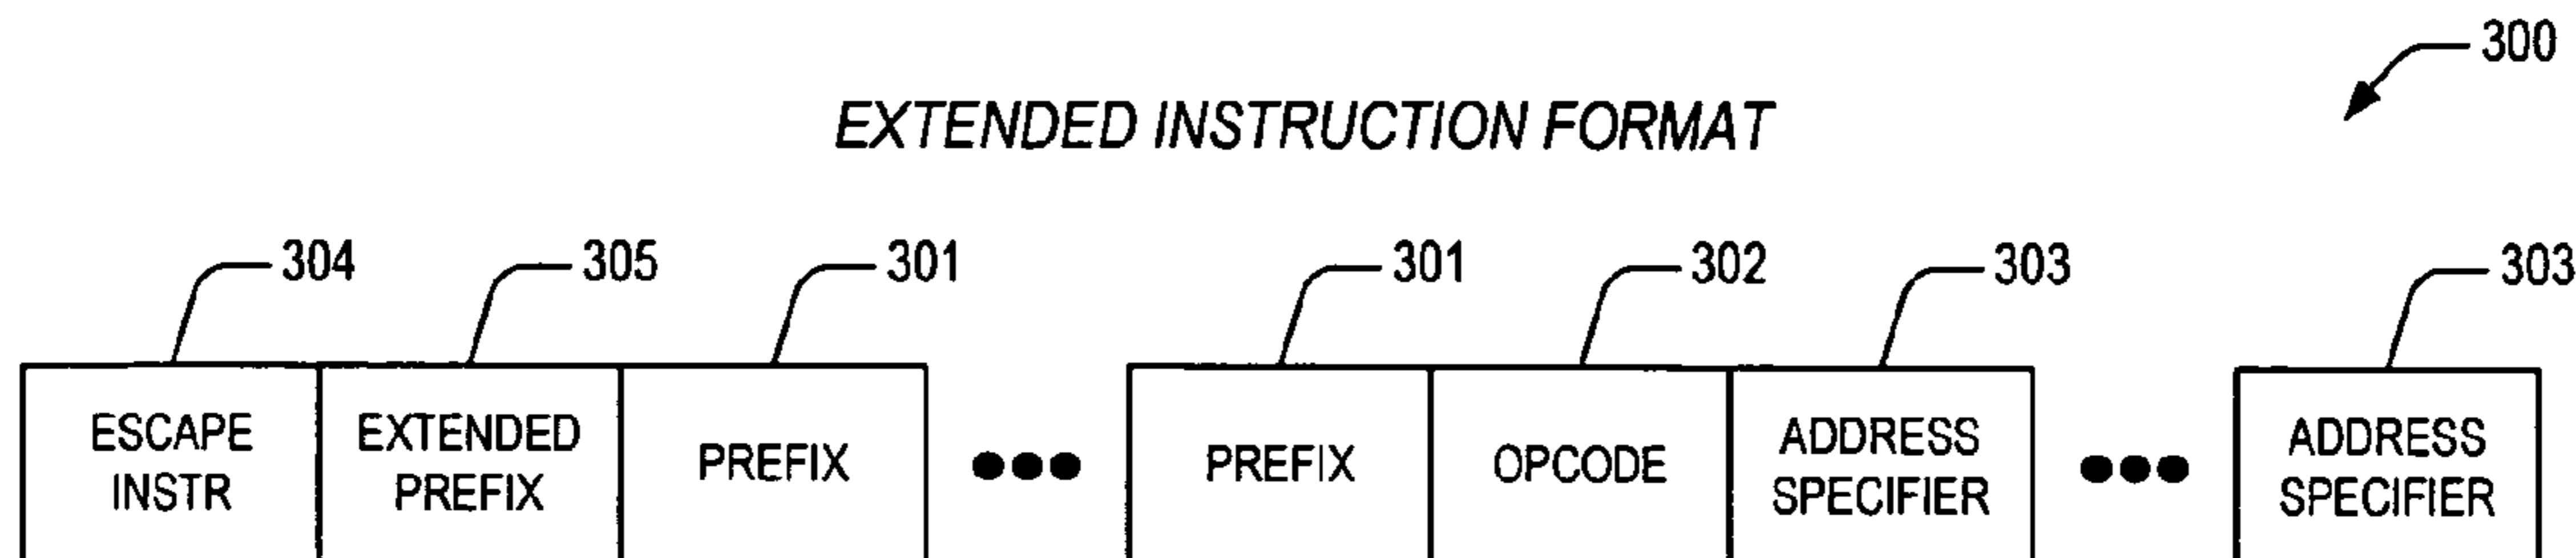 300
EXTENDED INSTRUCTION FORMAT
304 305 301 301 302 303 303
ESCAPE INSTR
EXTENDED PREFIX
PREFIX
PREFIX
OPCODE
ADDRESS SPECIFIER
ADDRESS SPECIFIER